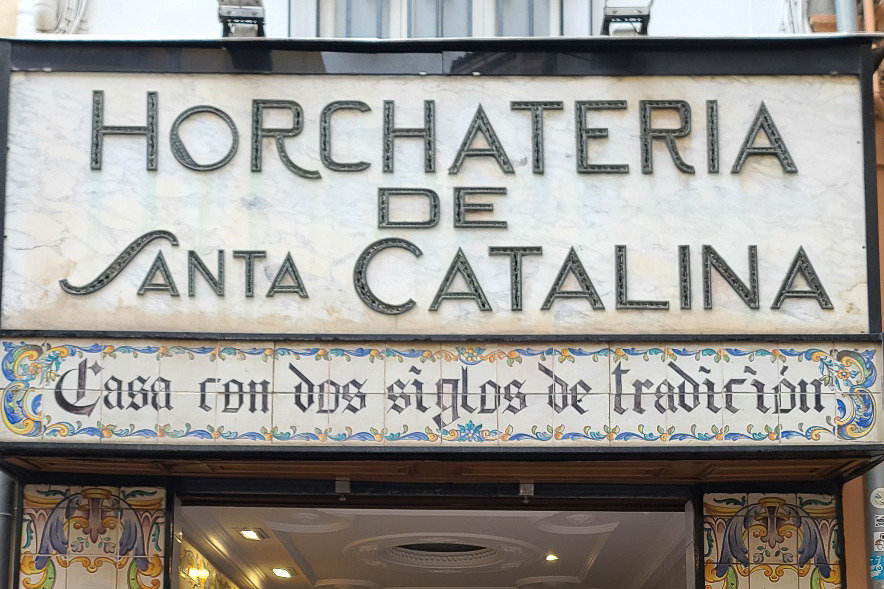 HORCHATERIA
DE
SANTA CATALINA
Casa con dos siglos de tradición